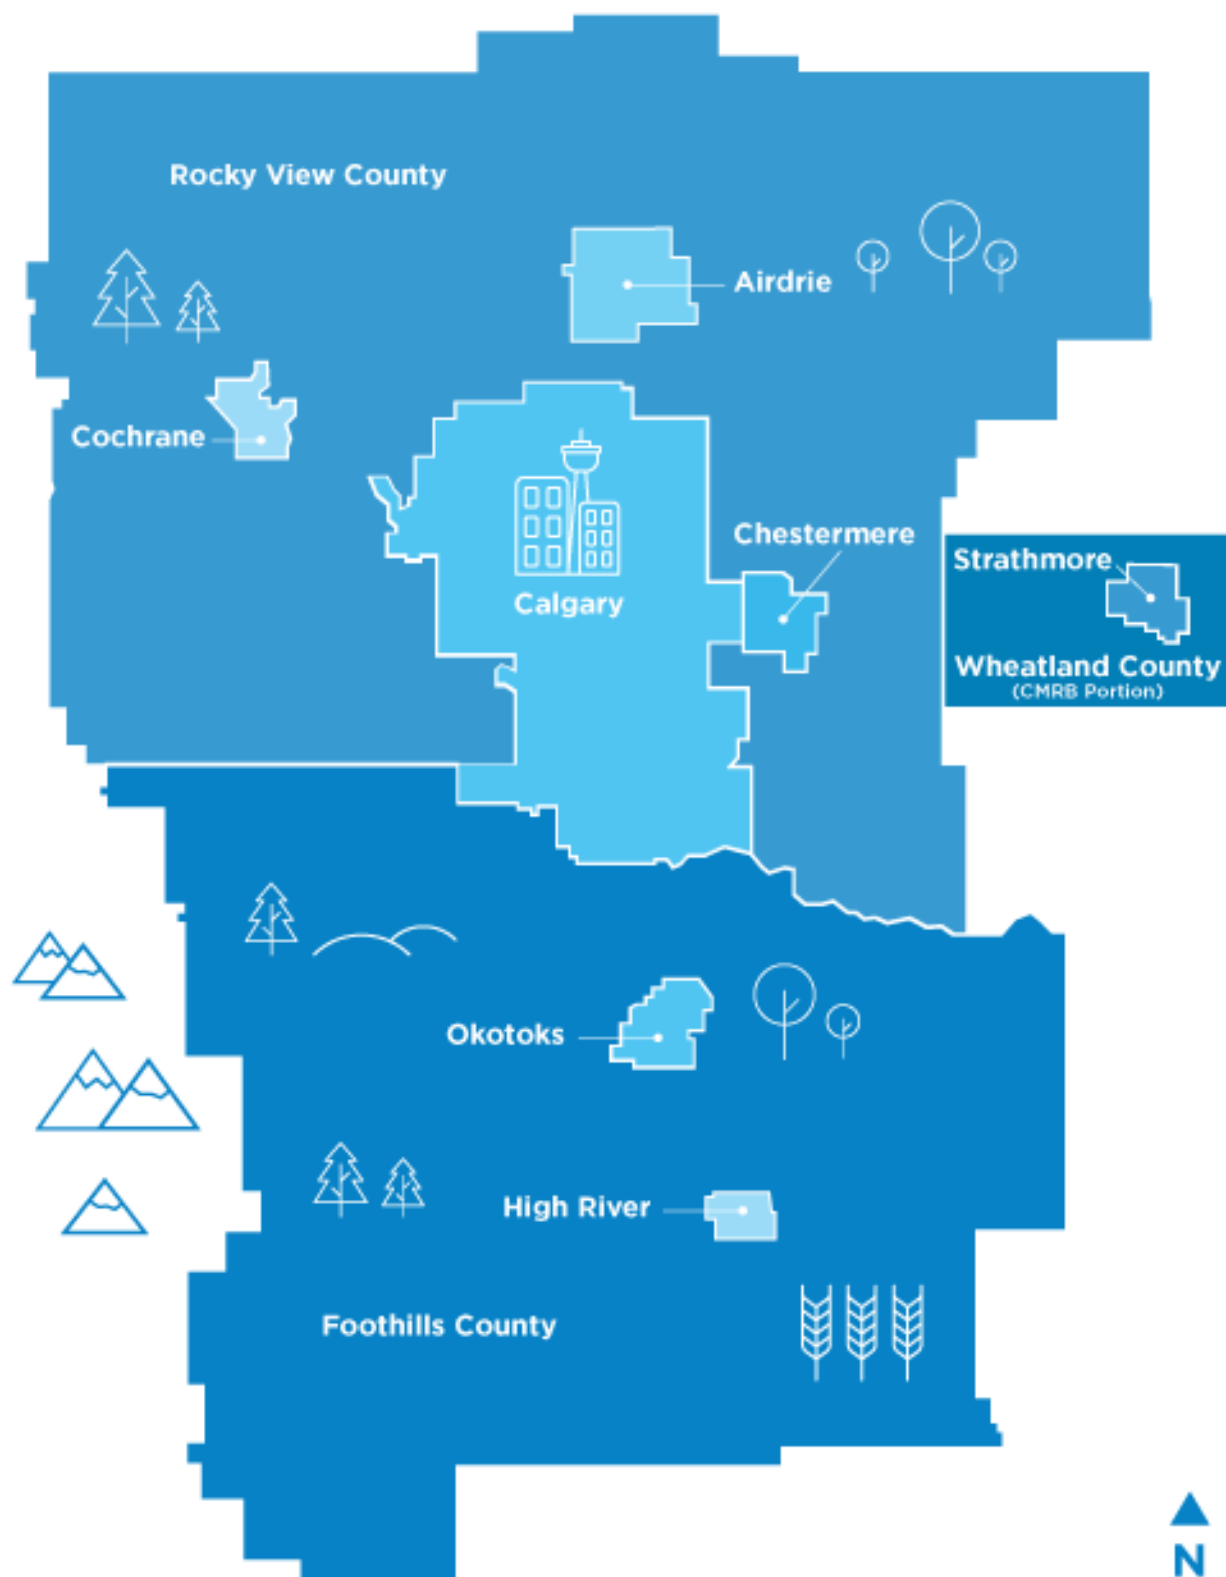 Rocky View County
Airdrie
Cochrane
Chestermere
Strathmore
Calgary
Wheatland County
(CMRB Portion)
Okotoks
High River
Foothills County
N